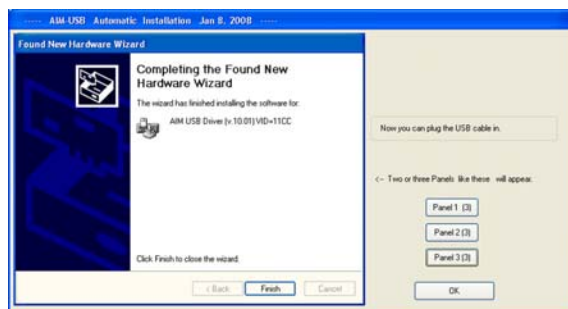 ----- AIM-USB Automatic Installation Jan 8, 2008 -----
Found New Hardware Wizard
Completing the Found New
Hardware Wizard
The wizard has finished installing the software for:
AIM USB Driver (v.10.01) VID=11CC
Click Finish to close the wizard.
< Back
Finish
Cancel
Now you can plug the USB cable in.
<- Two or three Panels like these will appear.
Panel 1 (3)
Panel 2 (3)
Panel 3 (3)
OK